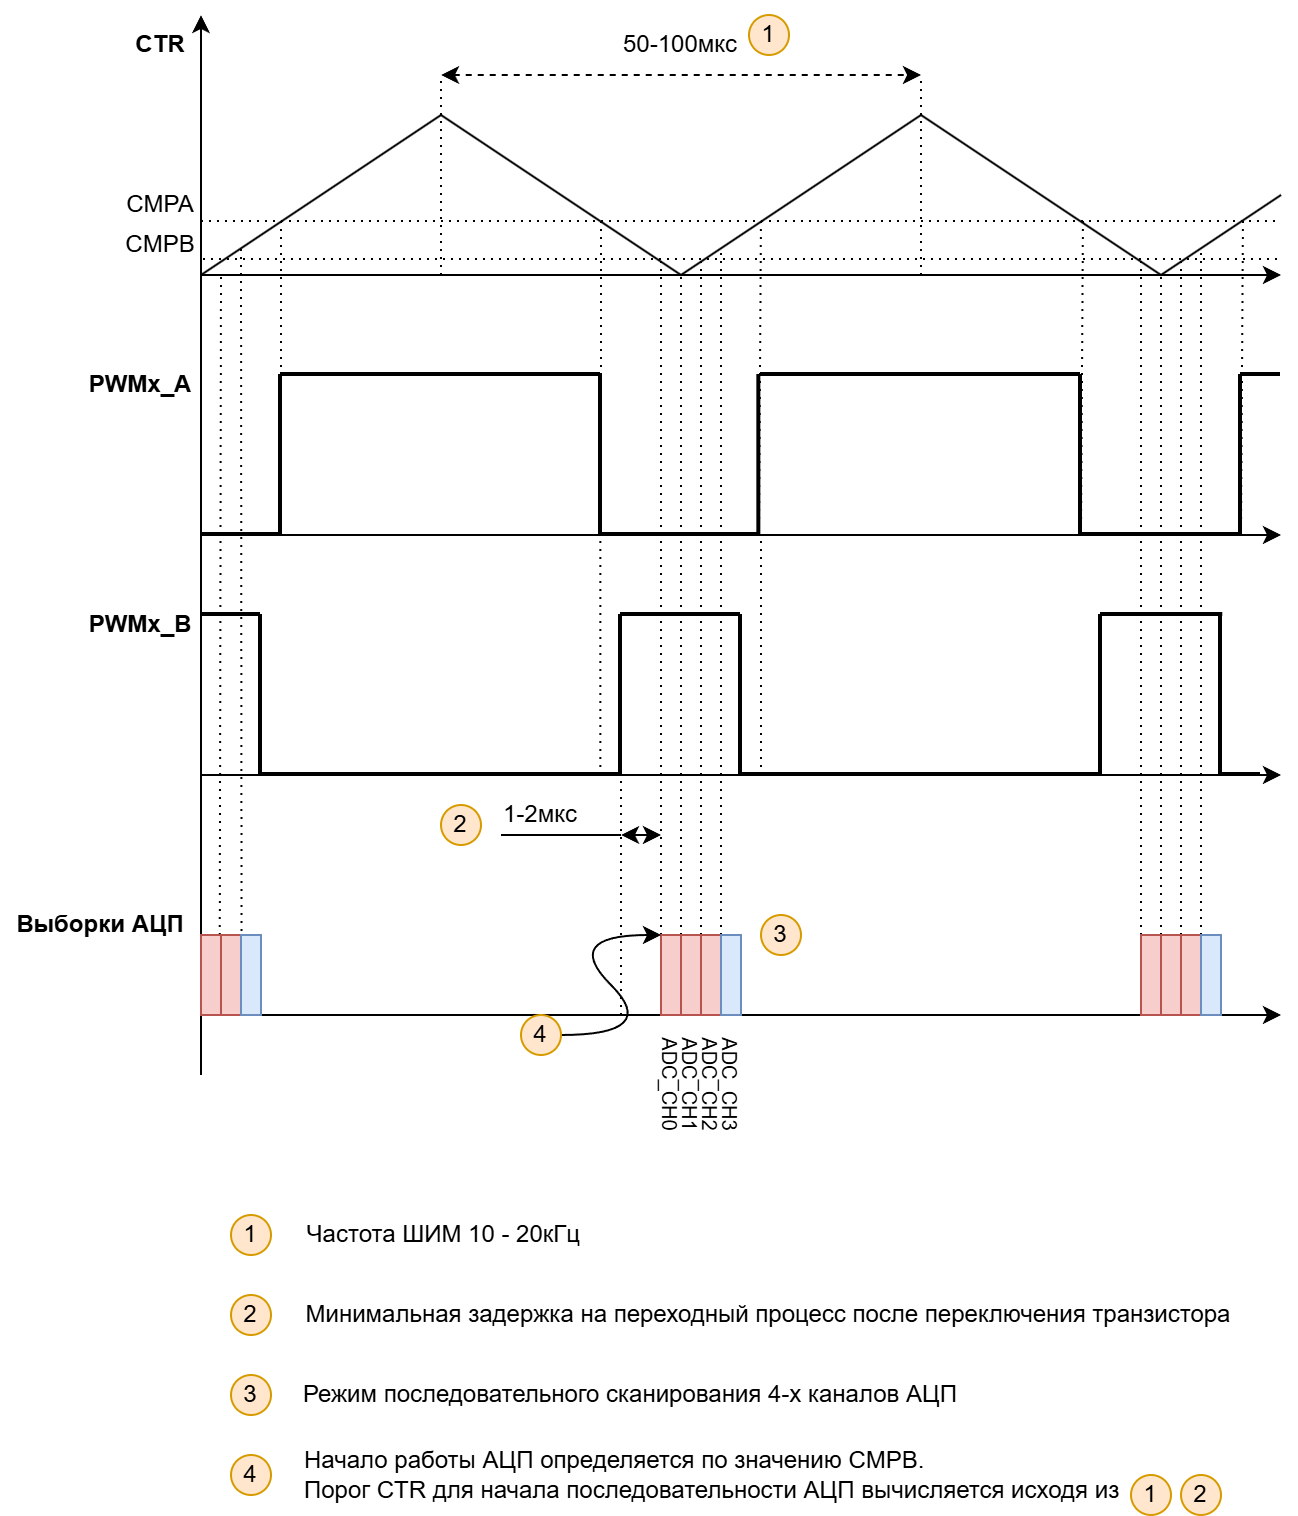 CTR
50-100мкс
1
CMPA
CMPB
PWMx_A
PWMx_B
2
1-2мкс
Выборки АЦП
3
4
ADC_CH0
ADC_CH1
ADC_CH2
ADC_CH3
1 Частота ШИМ 10 - 20кГц
2 Минимальная задержка на переходный процесс после переключения транзистора
3 Режим последовательного сканирования 4-х каналов АЦП
4 Начало работы АЦП определяется по значению CMPB.
Порог CTR для начала последовательности АЦП вычисляется исходя из 1 2